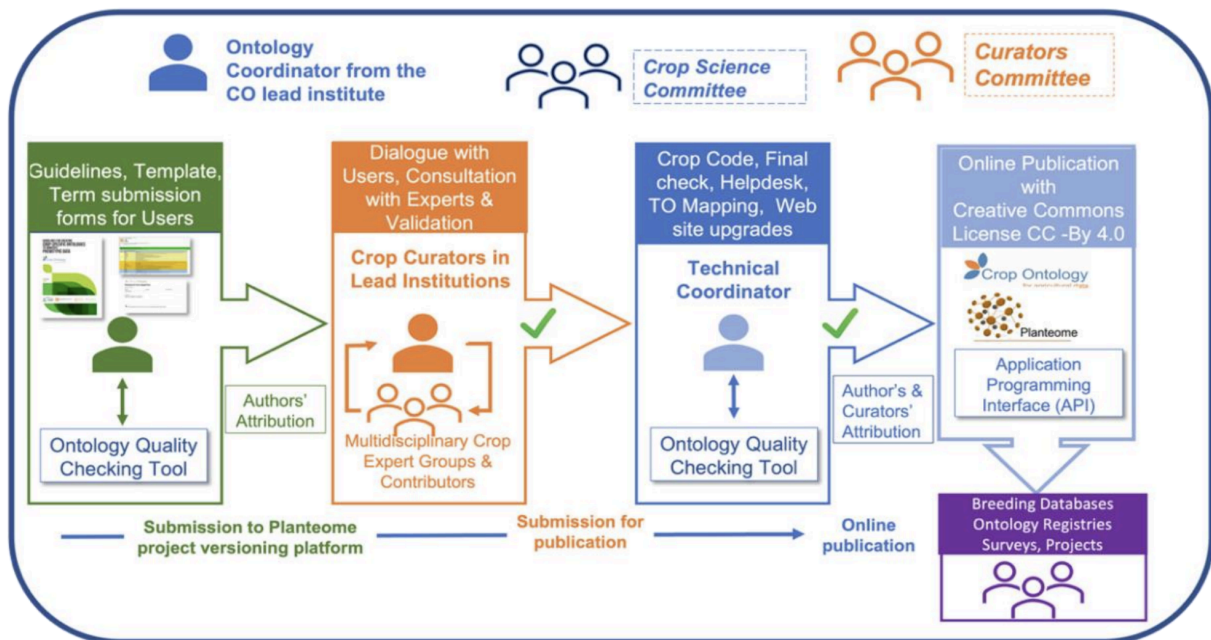 Ontology
Coordinator from the
CO lead institute
Crop Science
Committee
Curators
Committee
Guidelines, Template,
Term submission
forms for Users
Ontology Quality
Checking Tool
Authors'
Attribution
Dialogue with
Users, Consultation
with Experts &
Validation
Crop Curators in
Lead Institutions
Multidisciplinary Crop
Expert Groups &
Contributors
Crop Code, Final
check, Helpdesk,
TO Mapping, Web
site upgrades
Technical
Coordinator
Ontology Quality
Checking Tool
Author's &
Curators'
Attribution
Online Publication
with
Creative Commons
License CC -By 4.0
Crop Ontology
Planteome
Application
Programming
Interface (API)
Breeding Databases
Ontology Registries
Surveys, Projects
Submission to Planteome
project versioning platform
Submission for
publication
Online
publication